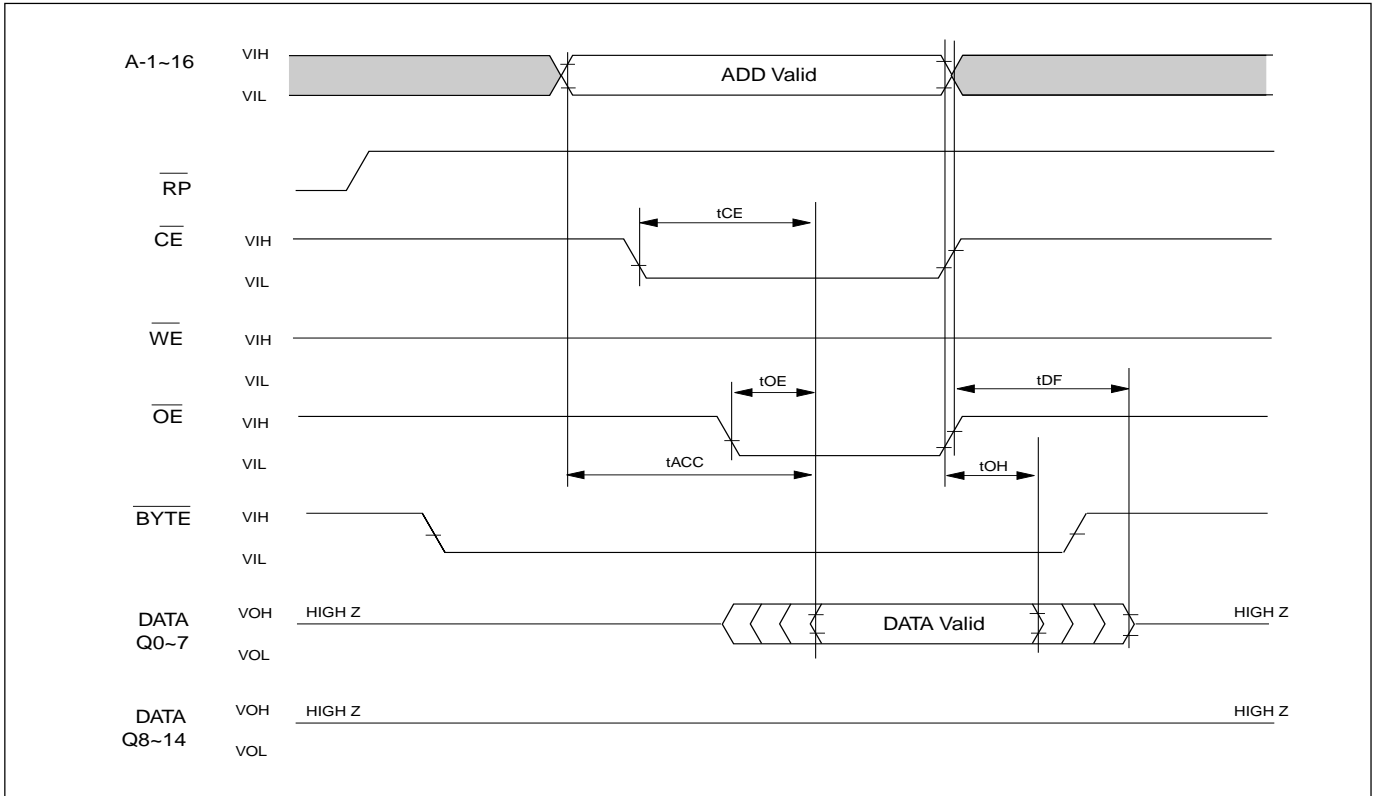 A-1~16 VIH
ADD Valid
VIL
RP
tCE
CE VIH
VIL
WE VIH
VIL
tOE
tDF
OE VIH
VIL
tACC
tOH
BYTE VIH
VIL
DATA Q0~7 VOH HIGH Z DATA Valid HIGH Z
VOL
DATA Q8~14 VOH HIGH Z HIGH Z
VOL